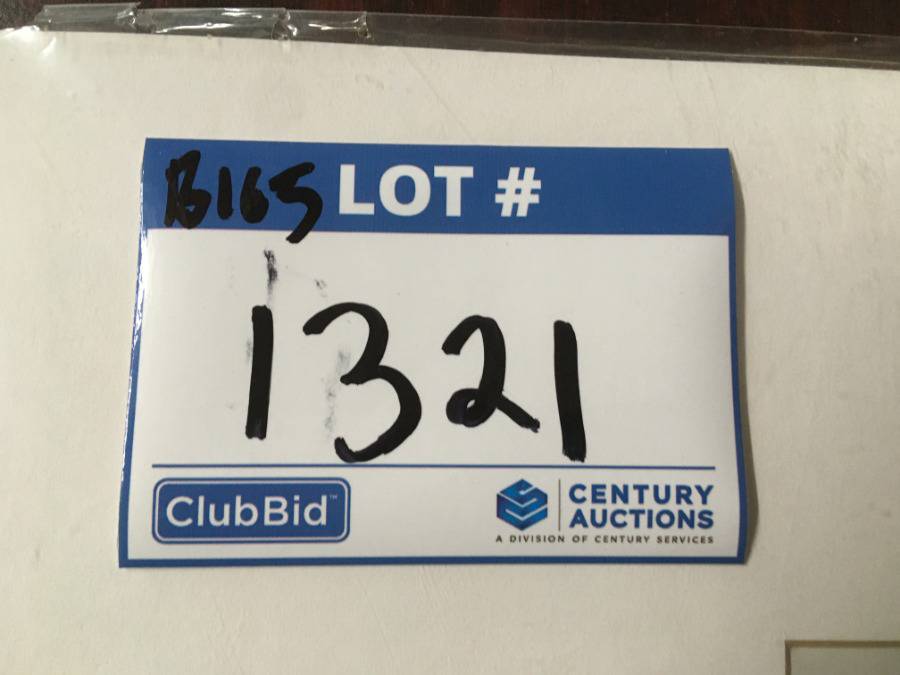 B165 LOT #
1321
ClubBid™
CENTURY
AUCTIONS
A DIVISION OF CENTURY SERVICES